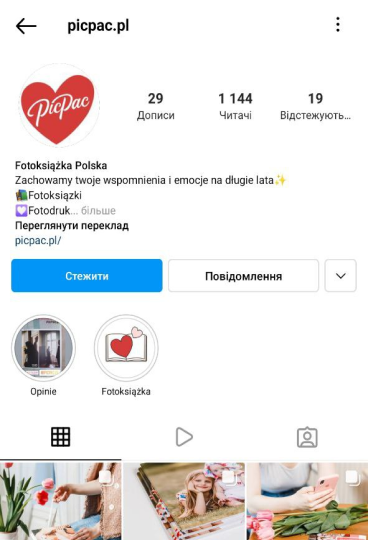 picpac.pl
PicPac
29
Дописи
1 144
Читачі
19
Відстежують...
Fotoksiążka Polska
Zachowamy twoje wspomnienia i emocje na długie lata✨
📚Fotoksiązki
💟Fotodruk... більше
Переглянути переклад
picpac.pl/
Стежити
Повідомлення
Opinie
Fotoksiążka